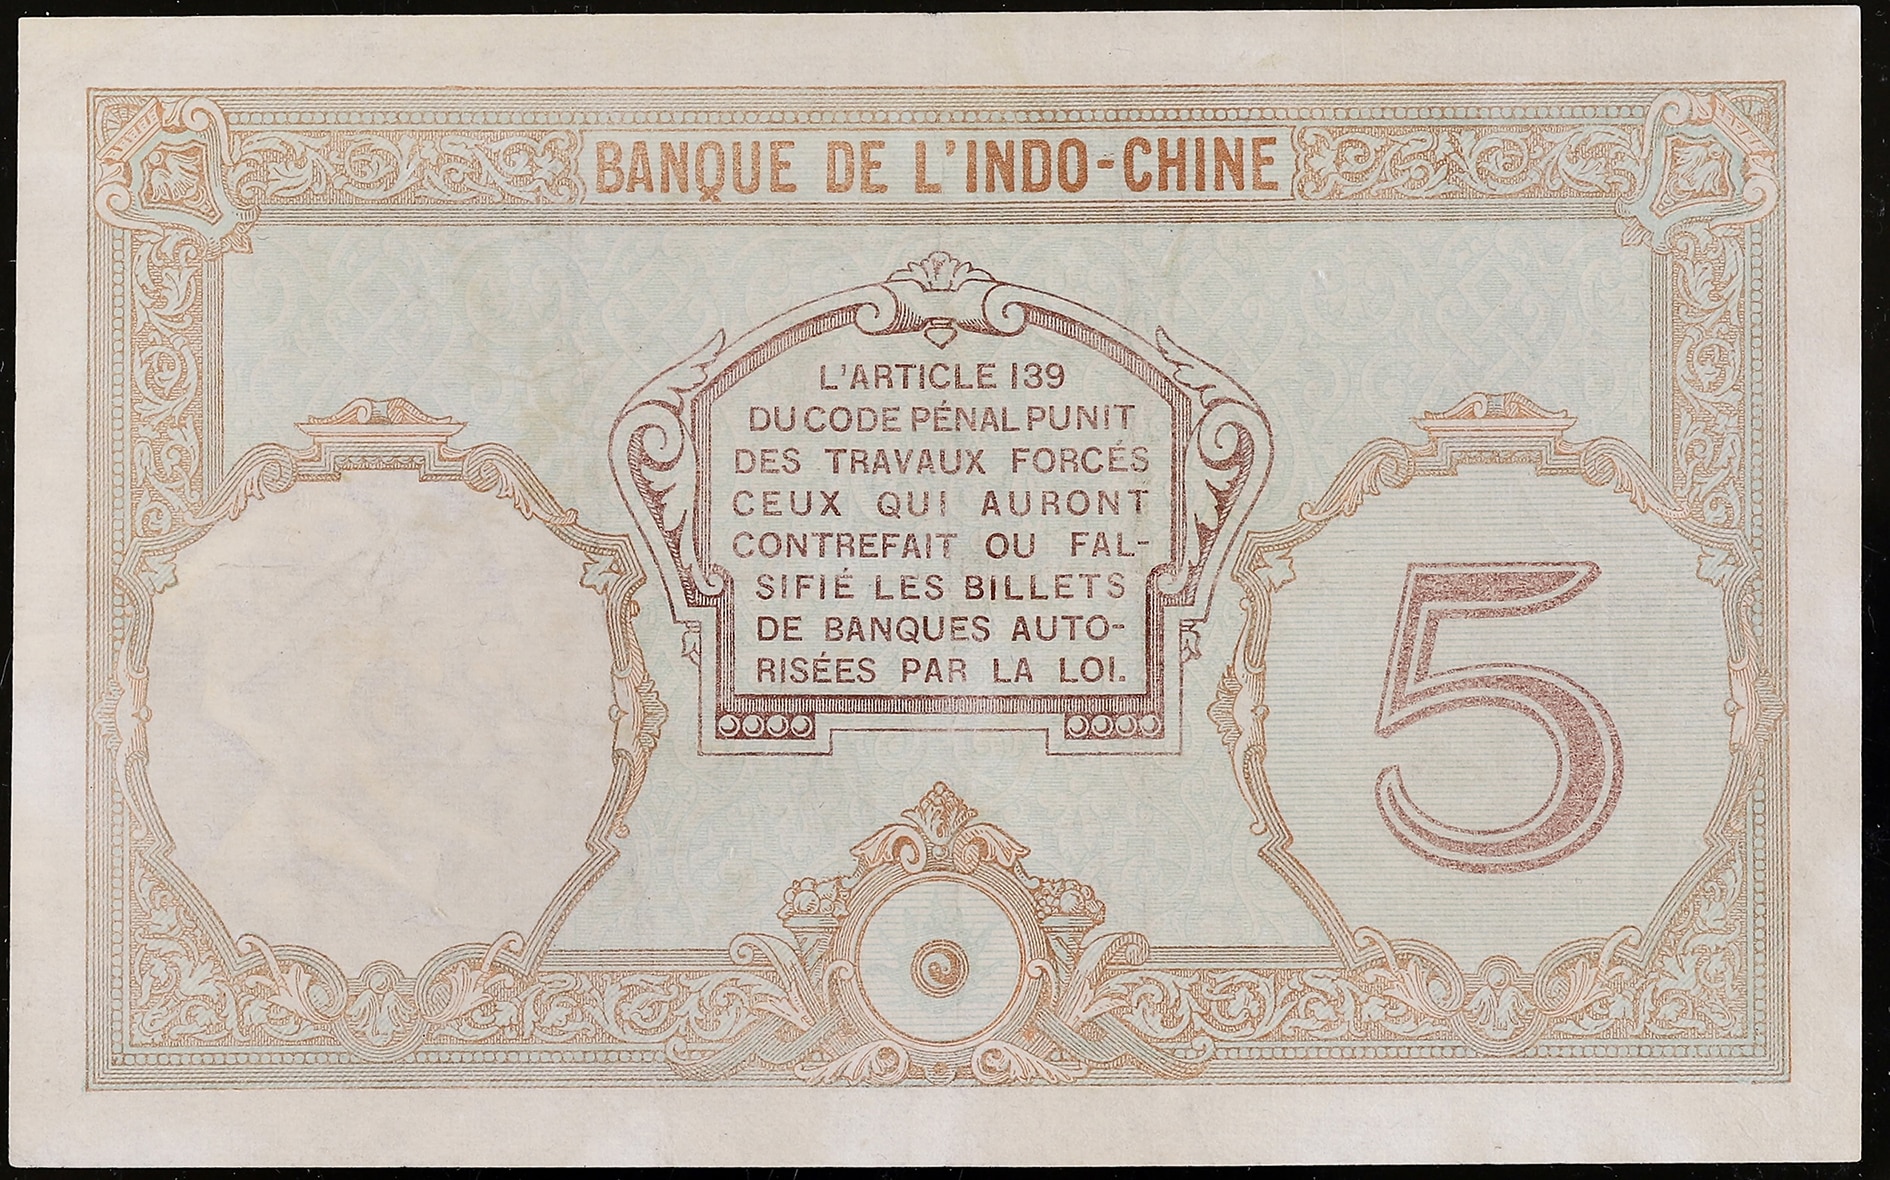 BANQUE DE L'INDO-CHINE
L'ARTICLE 139
DU CODE PÉNAL PUNIT
DES TRAVAUX FORCÉS
CEUX QUI AURONT
CONTREFAIT OU FAL-
SIFIÉ LES BILLETS
DE BANQUES AUTO-
RISÉES PAR LA LOI.
5